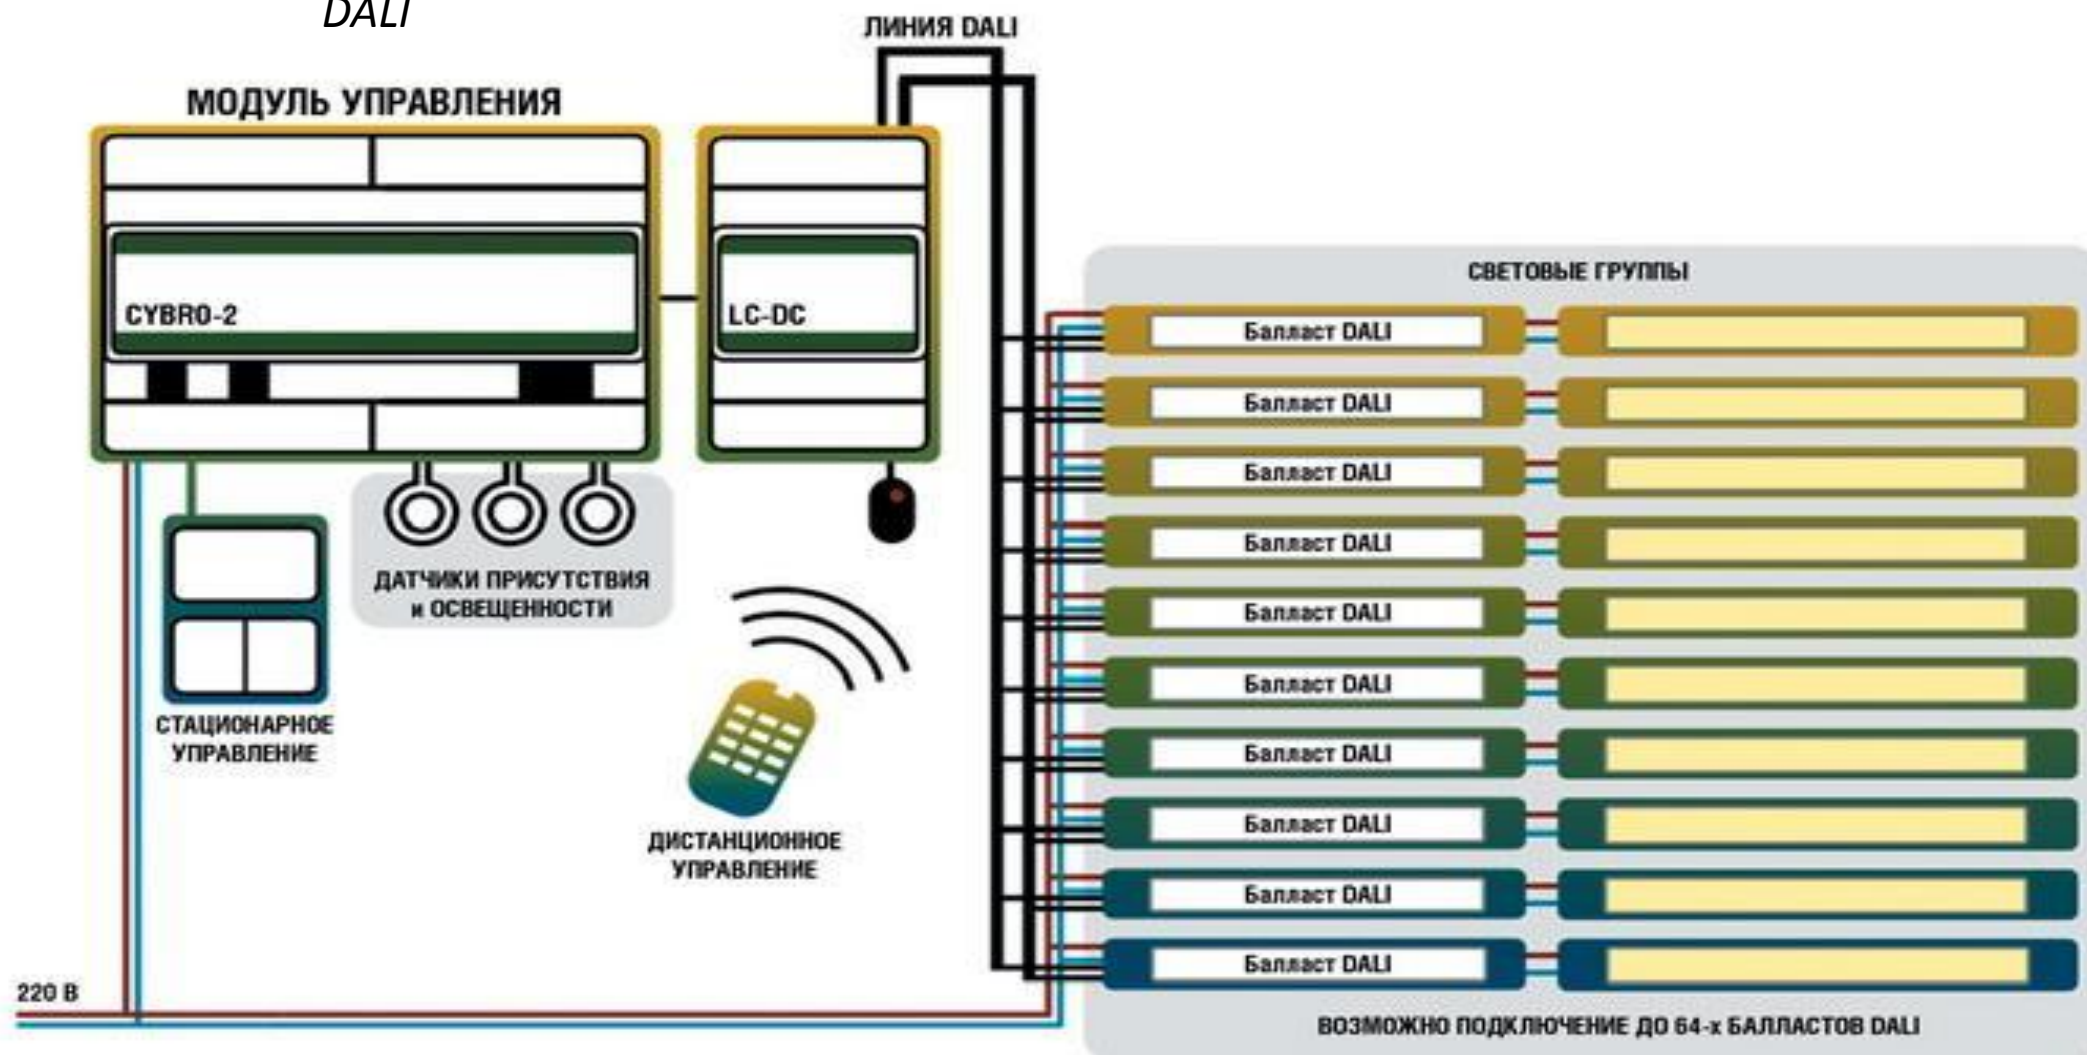 DALI
ЛИНИЯ DALI
МОДУЛЬ УПРАВЛЕНИЯ
CYBRO-2
LC-DC
СВЕТОВЫЕ ГРУППЫ
Балласт DALI
Балласт DALI
Балласт DALI
Балласт DALI
Балласт DALI
Балласт DALI
Балласт DALI
Балласт DALI
Балласт DALI
Балласт DALI
ДАТЧИКИ ПРИСУТСТВИЯ
и ОСВЕЩЕННОСТИ
СТАЦИОНАРНОЕ
УПРАВЛЕНИЕ
ДИСТАНЦИОННОЕ
УПРАВЛЕНИЕ
220 В
ВОЗМОЖНО ПОДКЛЮЧЕНИЕ ДО 64-х БАЛЛАСТОВ DALI